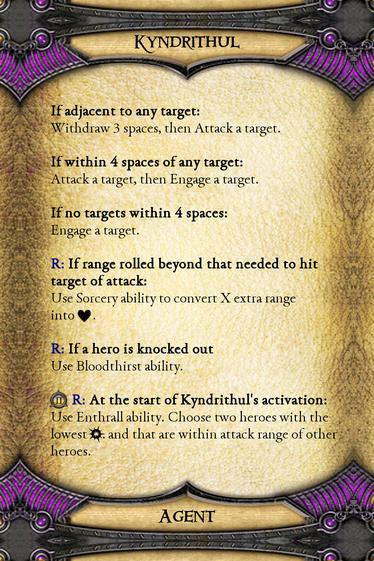 Kyndrithul
If adjacent to any target:
Withdraw 3 spaces, then Attack a target.
If within 4 spaces of any target:
Attack a target, then Engage a target.
If no targets within 4 spaces:
Engage a target.
R: If range rolled beyond that needed to hit
target of attack:
Use Sorcery ability to convert X extra range
into ♥.
R: If a hero is knocked out
Use Bloodthirst ability.
II R: At the start of Kyndrithul's activation:
Use Enthrall ability. Choose two heroes with the
lowest . and that are within attack range of other
heroes.
Agent